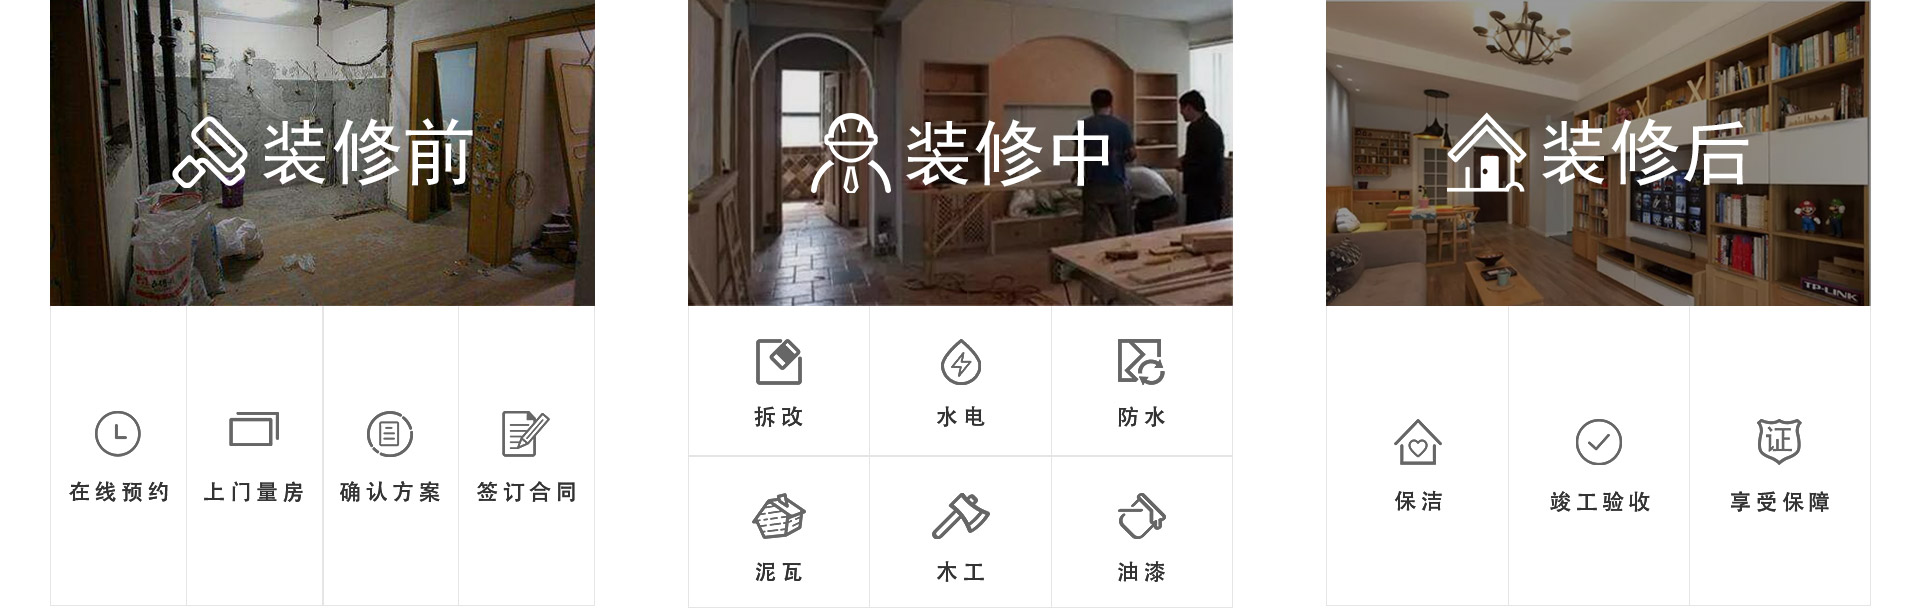 装修前
在线预约
上门量房
确认方案
签订合同
装修中
拆改
水电
防水
泥瓦
木工
油漆
装修后
TP-LINK
保洁
竣工验收
证
享受保障